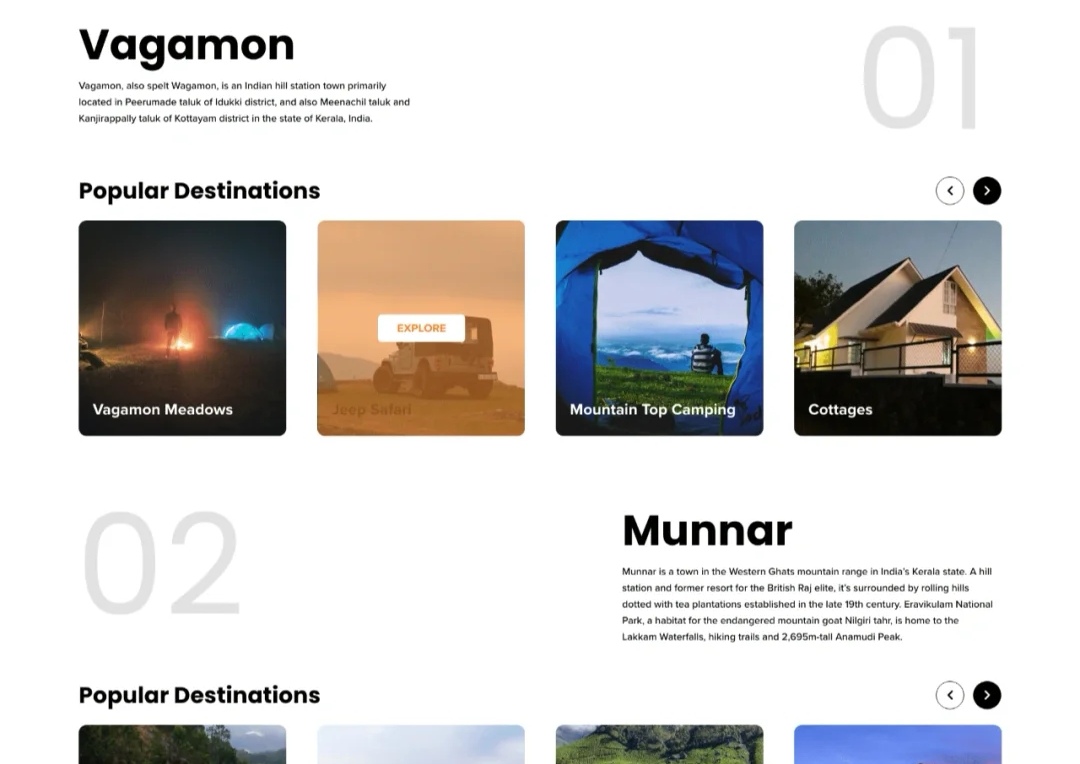 Vagamon
01
Vagamon, also spelt Wagamon, is an Indian hill station town primarily
located in Peerumade taluk of Idukki district, and also Meenachil taluk and
Kanjirappally taluk of Kottayam district in the state of Kerala, India.
Popular Destinations
EXPLORE
Vagamon Meadows
Jeep Safari
Mountain Top Camping
Cottages
02
Munnar
Munnar is a town in the Western Ghats mountain range in India's Kerala state. A hill
station and former resort for the British Raj elite, it's surrounded by rolling hills
dotted with tea plantations established in the late 19th century. Eravikulam National
Park, a habitat for the endangered mountain goat Nilgiri tahr, is home to the
Lakkam Waterfalls, hiking trails and 2,695m-tall Anamudi Peak.
Popular Destinations